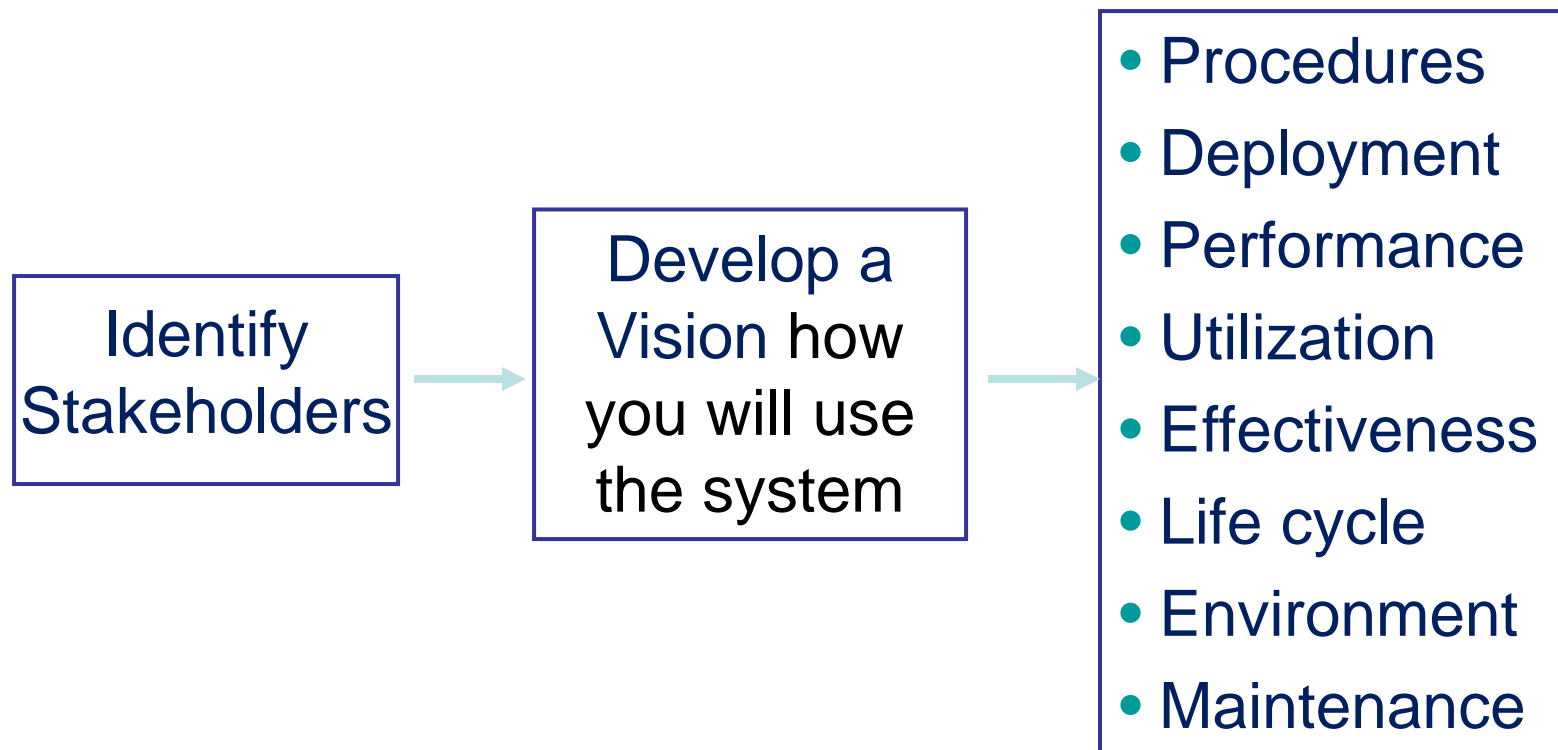 Identify
Stakeholders
Develop a
Vision how
you will use
the system
• Procedures
• Deployment
• Performance
• Utilization
• Effectiveness
• Life cycle
• Environment
• Maintenance